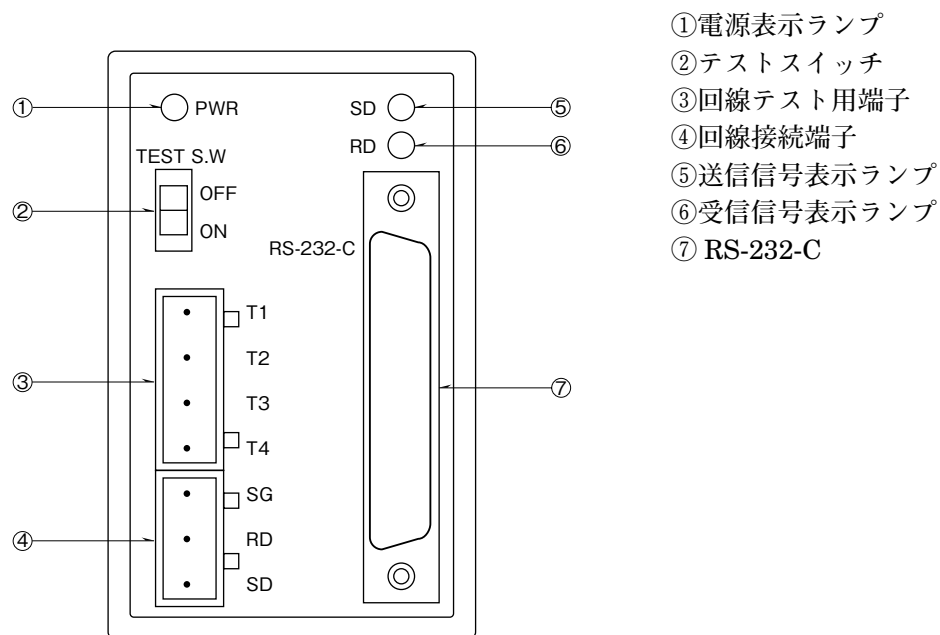 ① PWR
SD ⑤
RD ⑥
TEST S.W
② OFF
ON
RS-232-C
③ T1
T2
T3
T4
④ SG
RD
SD
⑦
①電源表示ランプ
②テストスイッチ
③回線テスト用端子
④回線接続端子
⑤送信信号表示ランプ
⑥受信信号表示ランプ
⑦ RS-232-C